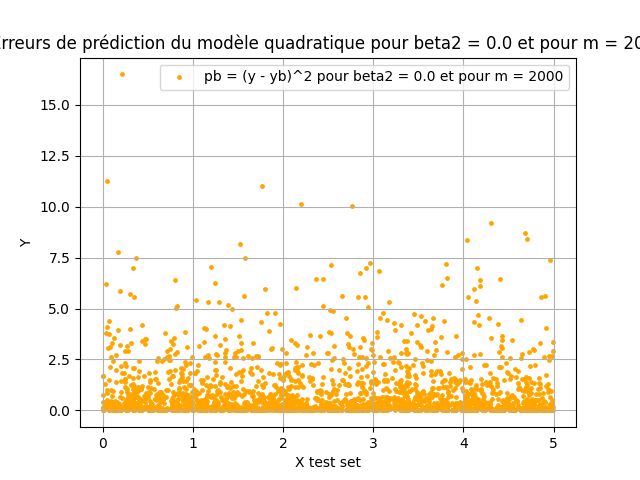 rreurs de prédiction du modèle quadratique pour beta2 = 0.0 et pour m = 20
pb = (y - yb)^2 pour beta2 = 0.0 et pour m = 2000
15.0
12.5
10.0
7.5
5.0
2.5
0.0
Y
0 1 2 3 4 5
X test set